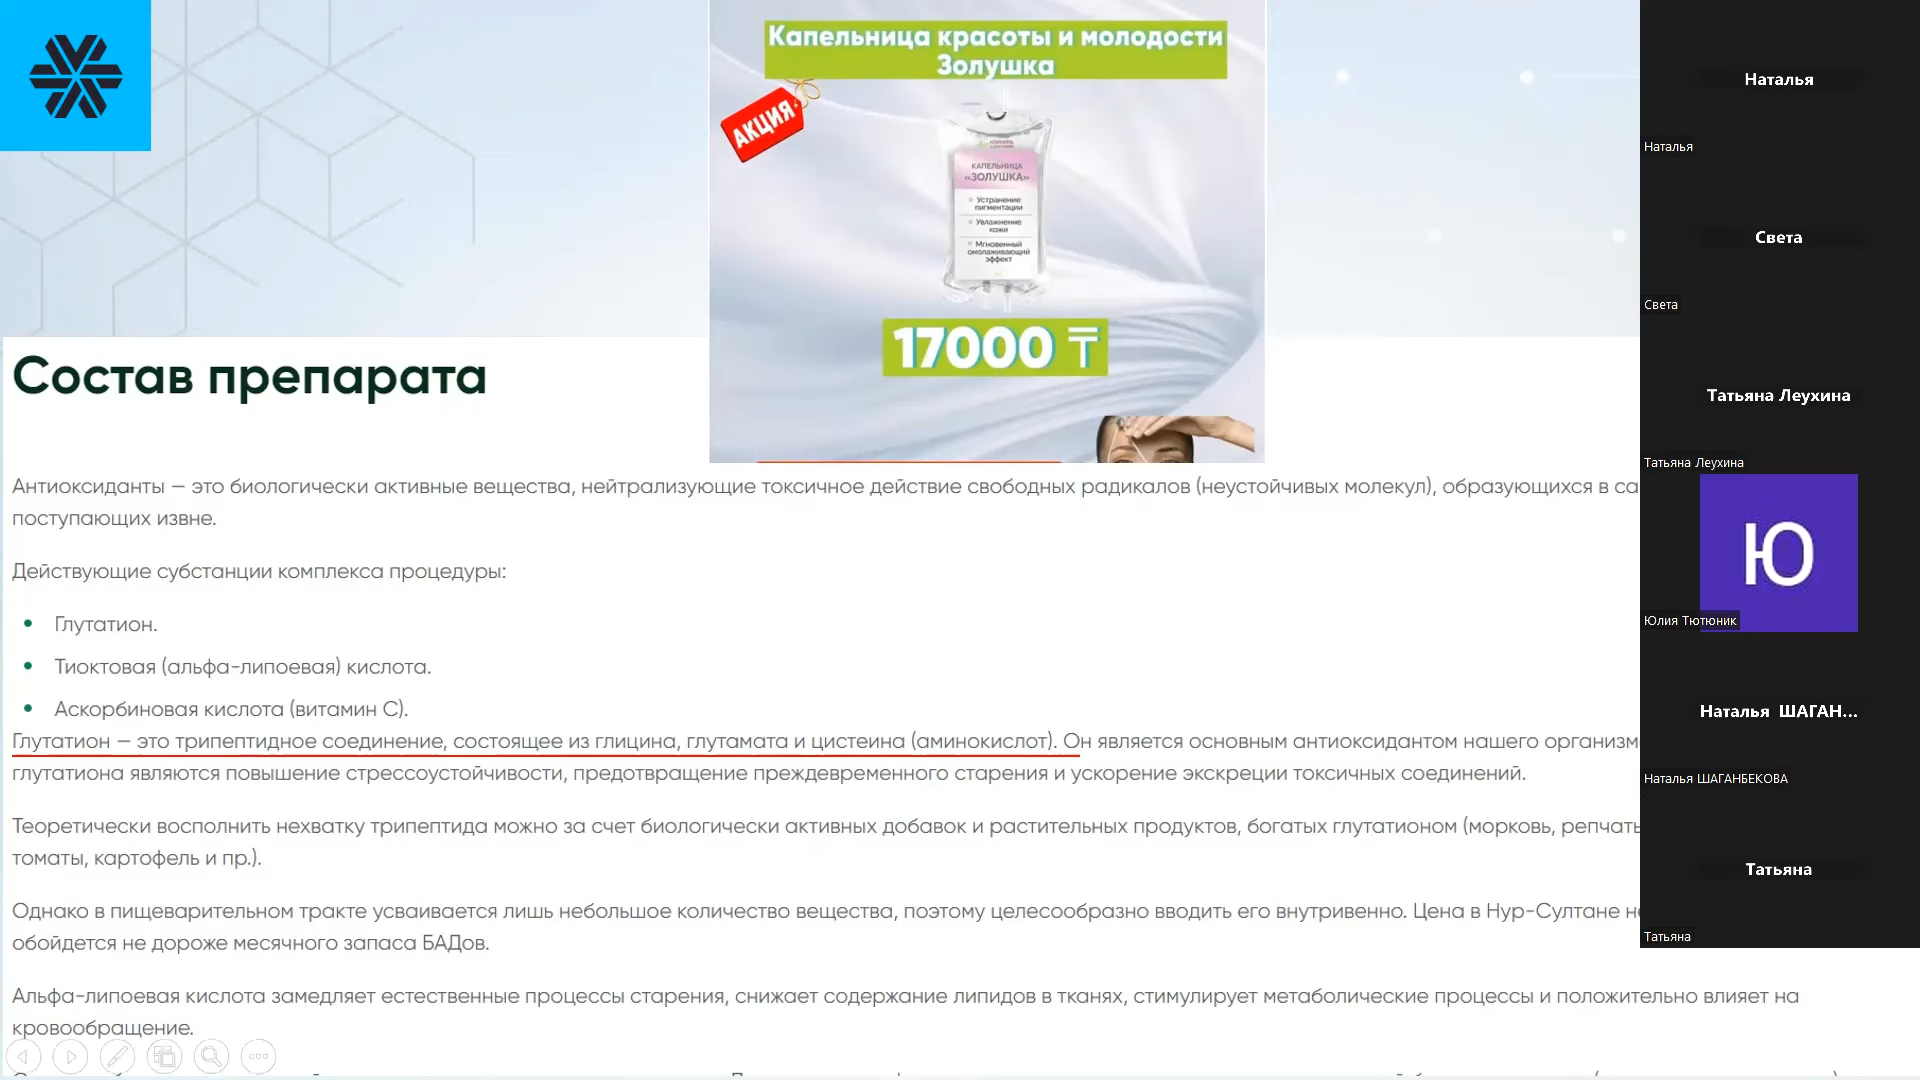 Капельница красоты и молодости
Золушка
АКЦИЯ
КАПЕЛЬНИЦА
«ЗОЛУШКА»
Устранение
пигментации
Увлажнение
кожи
Мгновенный
омолаживающий
эффект
17000 ₸
Состав препарата
Антиоксиданты — это биологически активные вещества, нейтрализующие токсичное действие свободных радикалов (неустойчивых молекул), образующихся в са
поступающих извне.
Действующие субстанции комплекса процедуры:
• Глутатион.
• Тиоктовая (альфа-липоевая) кислота.
• Аскорбиновая кислота (витамин С).
Глутатион — это трипептидное соединение, состоящее из глицина, глутамата и цистеина (аминокислот). Он является основным антиоксидантом нашего организм
глутатиона являются повышение стрессоустойчивости, предотвращение преждевременного старения и ускорение экскреции токсичных соединений.
Теоретически восполнить нехватку трипептида можно за счет биологически активных добавок и растительных продуктов, богатых глутатионом (морковь, репчать
томаты, картофель и пр.).
Однако в пищеварительном тракте усваивается лишь небольшое количество вещества, поэтому целесообразно вводить его внутривенно. Цена в Нур-Султане н
обойдется не дороже месячного запаса БАДов.
Альфа-липоевая кислота замедляет естественные процессы старения, снижает содержание липидов в тканях, стимулирует метаболические процессы и положительно влияет на
кровообращение.
Наталья
Наталья
Света
Света
Татьяна Леухина
Татьяна Леухина
Ю
Юлия Тютюник
Наталья ШАГАН...
Наталья ШАГАНБЕКОВА
Татьяна
Татьяна